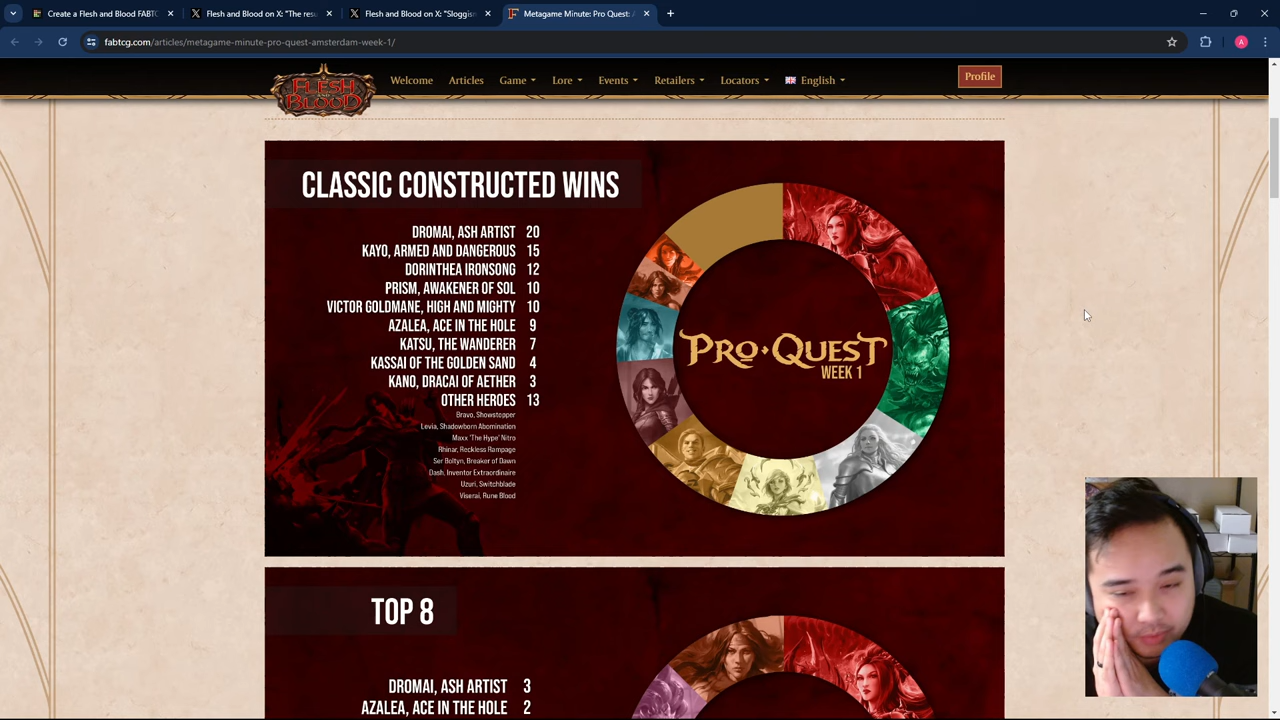 Create a Flesh and Blood FABTC
Flesh and Blood on X: "The resu
Flesh and Blood on X: "Sloggin
Metagame Minute: Pro Quest: A
fabtcg.com/articles/metagame-minute-pro-quest-amsterdam-week-1/
A
FLESH AND BLOOD
Welcome Articles Game Lore Events Retailers Locators English Profile
CLASSIC CONSTRUCTED WINS
DROMAI, ASH ARTIST 20
KAYO, ARMED AND DANGEROUS 15
DORINTHEA IRONSONG 12
PRISM, AWAKENER OF SOL 10
VICTOR GOLDMANE, HIGH AND MIGHTY 10
AZALEA, ACE IN THE HOLE 9
KATSU, THE WANDERER 7
KASSAI OF THE GOLDEN SAND 4
KANO, DRACAI OF AETHER 3
OTHER HEROES 13
Bravo, Showstopper
Levia, Shadowborn Abomination
Maxx 'The Hype' Nitro
Rhinar, Reckless Rampage
Ser Boltyn, Breaker of Dawn
Dash, Inventor Extraordinaire
Uzuri, Switchblade
Viserai, Rune Blood
PRO•QUEST
WEEK 1
TOP 8
DROMAI, ASH ARTIST 3
AZALEA, ACE IN THE HOLE 2